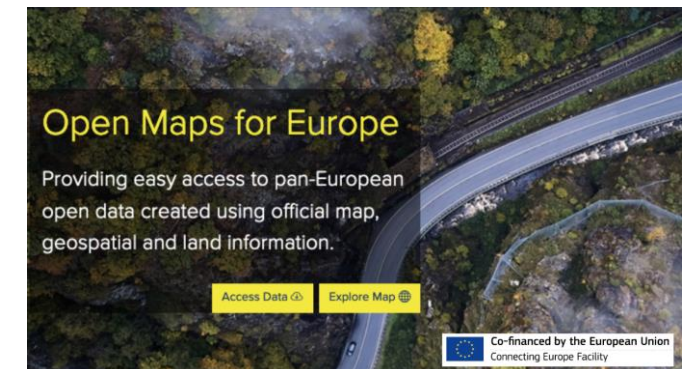 Open Maps for Europe
Providing easy access to pan-European
open data created using official map,
geospatial and land information.
Access Data
Explore Map
Co-financed by the European Union
Connecting Europe Facility